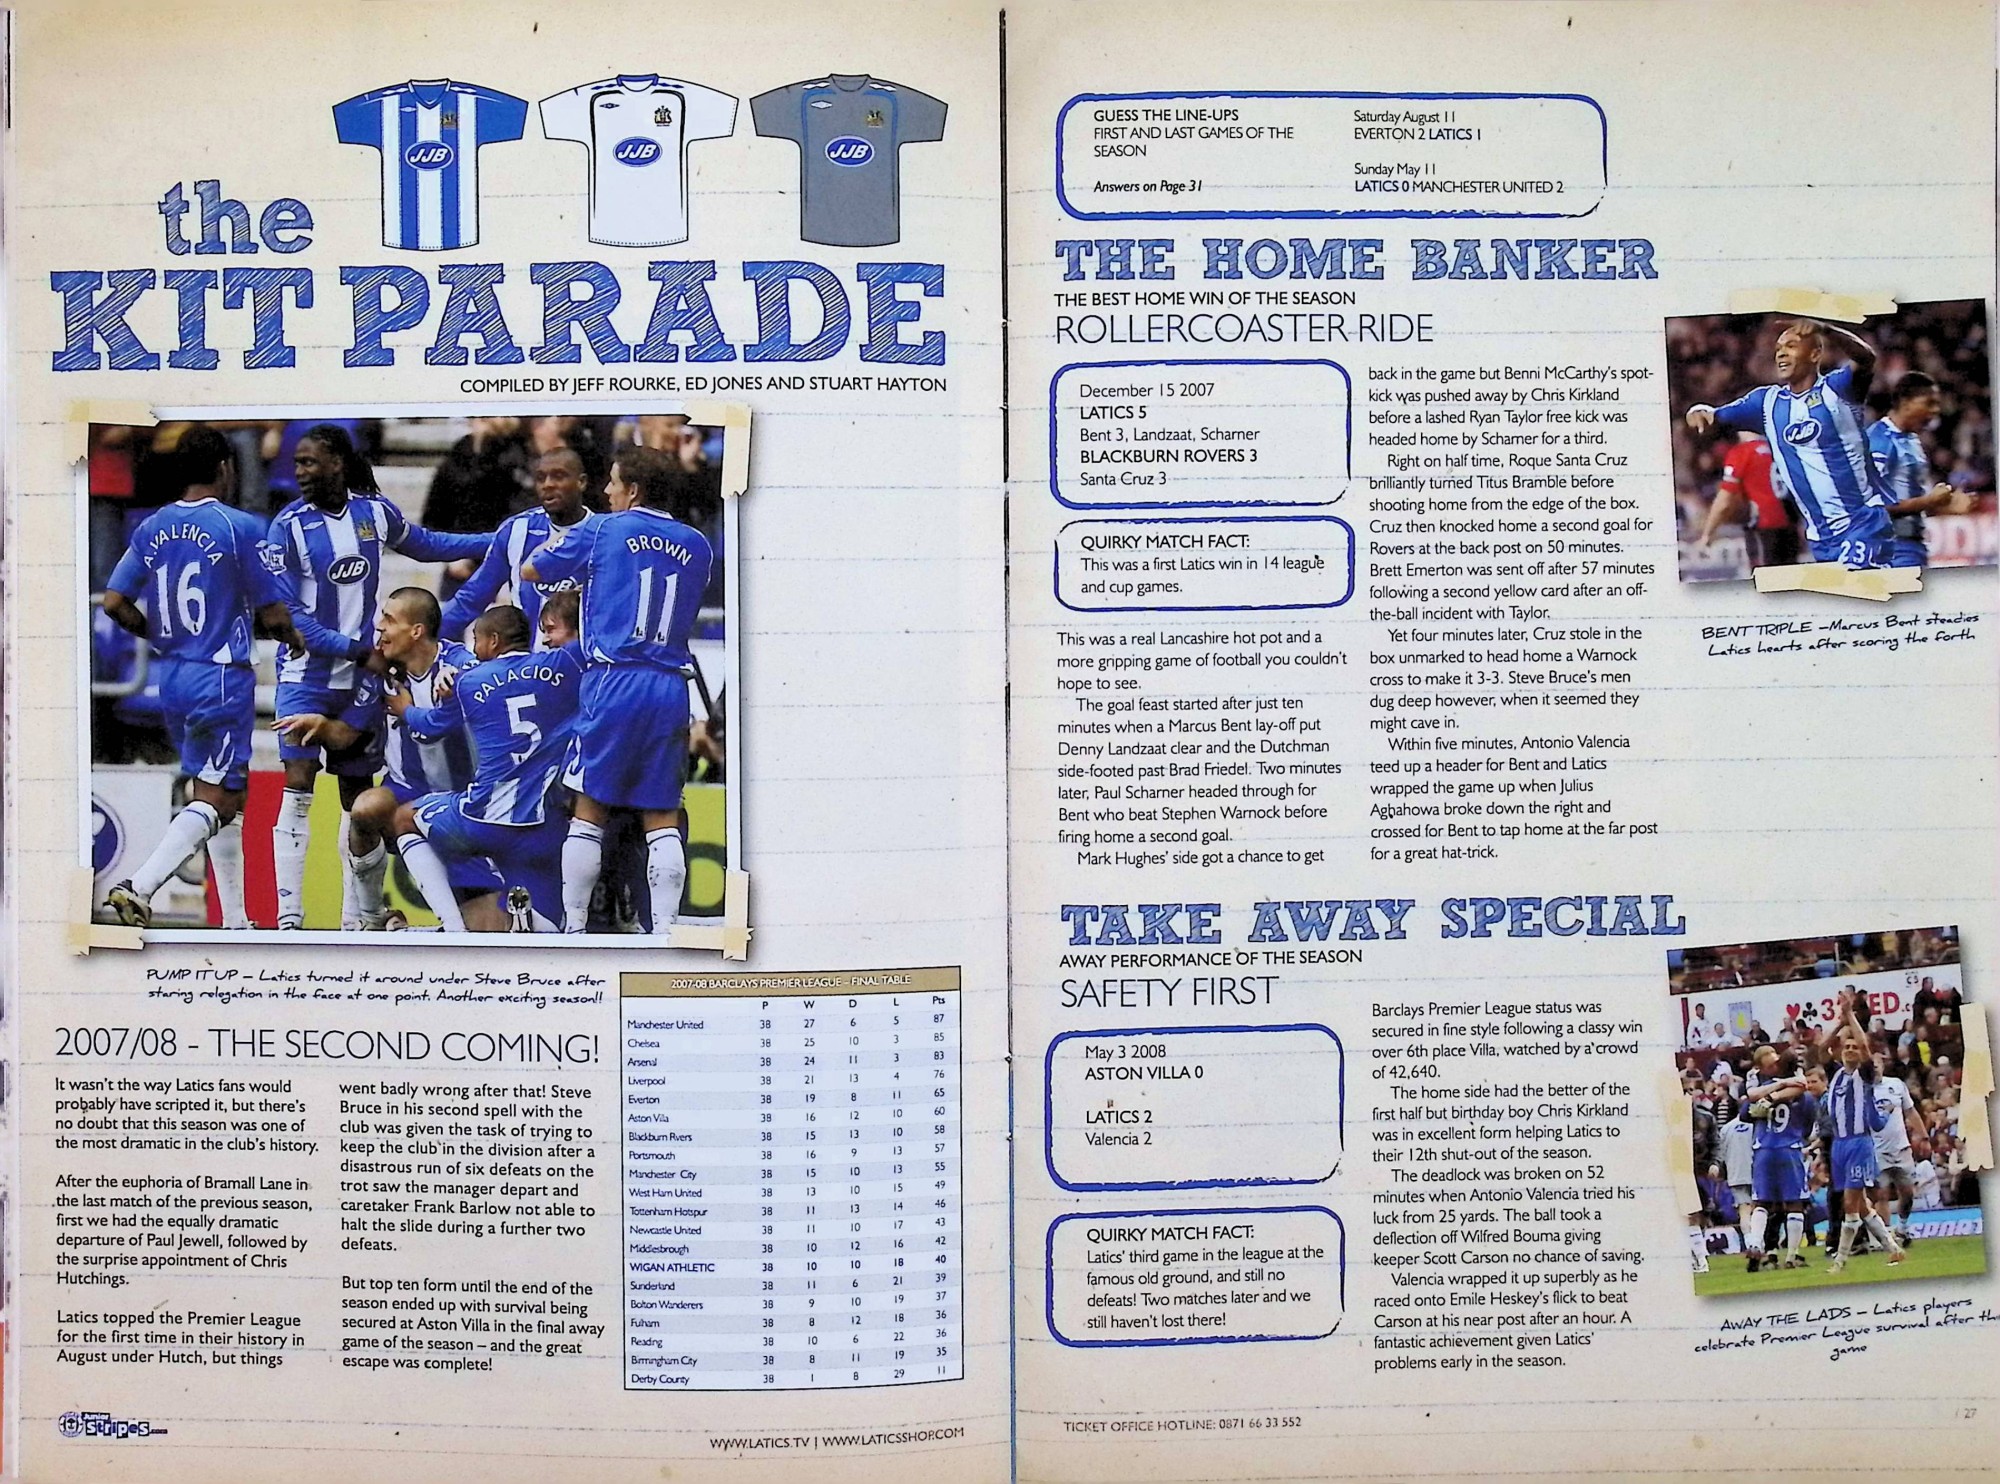 JJB
JJB
JJB
the
KIT PARADE
COMPILED BY JEFF ROURKE, ED JONES AND STUART HAYTON
A.VALENCIA
16
JJB
JJB
BROWN
11
PALACIOS
5
PUMP IT UP – Latics turned it around under Steve Bruce after
staring relegation in the face at one point. Another exciting season!!
2007/08 - THE SECOND COMING!
It wasn't the way Latics fans would
probably have scripted it, but there's
no doubt that this season was one of
the most dramatic in the club's history.
After the euphoria of Bramall Lane in
the last match of the previous season,
first we had the equally dramatic
departure of Paul Jewell, followed by
the surprise appointment of Chris
Hutchings.
Latics topped the Premier League
for the first time in their history in
August under Hutch, but things
went badly wrong after that! Steve
Bruce in his second spell with the
club was given the task of trying to
keep the club in the division after a
disastrous run of six defeats on the
trot saw the manager depart and
caretaker Frank Barlow not able to
halt the slide during a further two
defeats.
But top ten form until the end of the
season ended up with survival being
secured at Aston Villa in the final away
game of the season – and the great
escape was complete!
2007-08 BARCLAYS PREMIER LEAGUE – FINAL TABLE
P W D L Pts
Manchester United 38 27 6 5 87
Chelsea 38 25 10 3 85
Arsenal 38 24 11 3 83
Liverpool 38 21 13 4 76
Everton 38 19 8 11 65
Aston Villa 38 16 12 10 60
Blackburn Rvers 38 15 13 10 58
Portsmouth 38 16 9 13 57
Manchester City 38 15 10 13 55
West Ham United 38 13 10 15 49
Tottenham Hotspur 38 11 13 14 46
Newcastle United 38 11 10 17 43
Middlesbrough 38 10 12 16 42
WIGAN ATHLETIC 38 10 10 18 40
Sunderland 38 11 6 21 39
Bolton Wanderers 38 9 10 19 37
Fulham 38 8 12 18 36
Reading 38 10 6 22 36
Birmingham City 38 8 11 19 35
Derby County 38 1 8 29 11
JUNIOR
STRIPES
WWW.LATICS.TV | WWW.LATICSSHOP.COM
GUESS THE LINE-UPS
FIRST AND LAST GAMES OF THE
SEASON
Answers on Page 31
Saturday August 11
EVERTON 2 LATICS 1
Sunday May 11
LATICS 0 MANCHESTER UNITED 2
THE HOME BANKER
THE BEST HOME WIN OF THE SEASON
ROLLERCOASTER RIDE
December 15 2007
LATICS 5
Bent 3, Landzaat, Scharner
BLACKBURN ROVERS 3
Santa Cruz 3
QUIRKY MATCH FACT:
This was a first Latics win in 14 league
and cup games.
This was a real Lancashire hot pot and a
more gripping game of football you couldn't
hope to see.
The goal feast started after just ten
minutes when a Marcus Bent lay-off put
Denny Landzaat clear and the Dutchman
side-footed past Brad Friedel. Two minutes
later, Paul Scharner headed through for
Bent who beat Stephen Warnock before
firing home a second goal.
Mark Hughes' side got a chance to get
back in the game but Benni McCarthy's spot-
kick was pushed away by Chris Kirkland
before a lashed Ryan Taylor free kick was
headed home by Scharner for a third.
Right on half time, Roque Santa Cruz
brilliantly turned Titus Bramble before
shooting home from the edge of the box.
Cruz then knocked home a second goal for
Rovers at the back post on 50 minutes.
Brett Emerton was sent off after 57 minutes
following a second yellow card after an off-
the-ball incident with Taylor.
Yet four minutes later, Cruz stole in the
box unmarked to head home a Warnock
cross to make it 3-3. Steve Bruce's men
dug deep however, when it seemed they
might cave in.
Within five minutes, Antonio Valencia
teed up a header for Bent and Latics
wrapped the game up when Julius
Aghahowa broke down the right and
crossed for Bent to tap home at the far post
for a great hat-trick.
JJB
23
BENT TRIPLE – Marcus Bent steadies
Latics hearts after scoring the forth
TAKE AWAY SPECIAL
AWAY PERFORMANCE OF THE SEASON
SAFETY FIRST
May 3 2008
ASTON VILLA 0
LATICS 2
Valencia 2
QUIRKY MATCH FACT:
Latics' third game in the league at the
famous old ground, and still no
defeats! Two matches later and we
still haven't lost there!
Barclays Premier League status was
secured in fine style following a classy win
over 6th place Villa, watched by a crowd
of 42,640.
The home side had the better of the
first half but birthday boy Chris Kirkland
was in excellent form helping Latics to
their 12th shut-out of the season.
The deadlock was broken on 52
minutes when Antonio Valencia tried his
luck from 25 yards. The ball took a
deflection off Wilfred Bouma giving
keeper Scott Carson no chance of saving.
Valencia wrapped it up superbly as he
raced onto Emile Heskey's flick to beat
Carson at his near post after an hour. A
fantastic achievement given Latics'
problems early in the season.
19
18
AWAY THE LADS – Latics players
celebrate Premier League survival after the
game
TICKET OFFICE HOTLINE: 0871 66 33 552
27